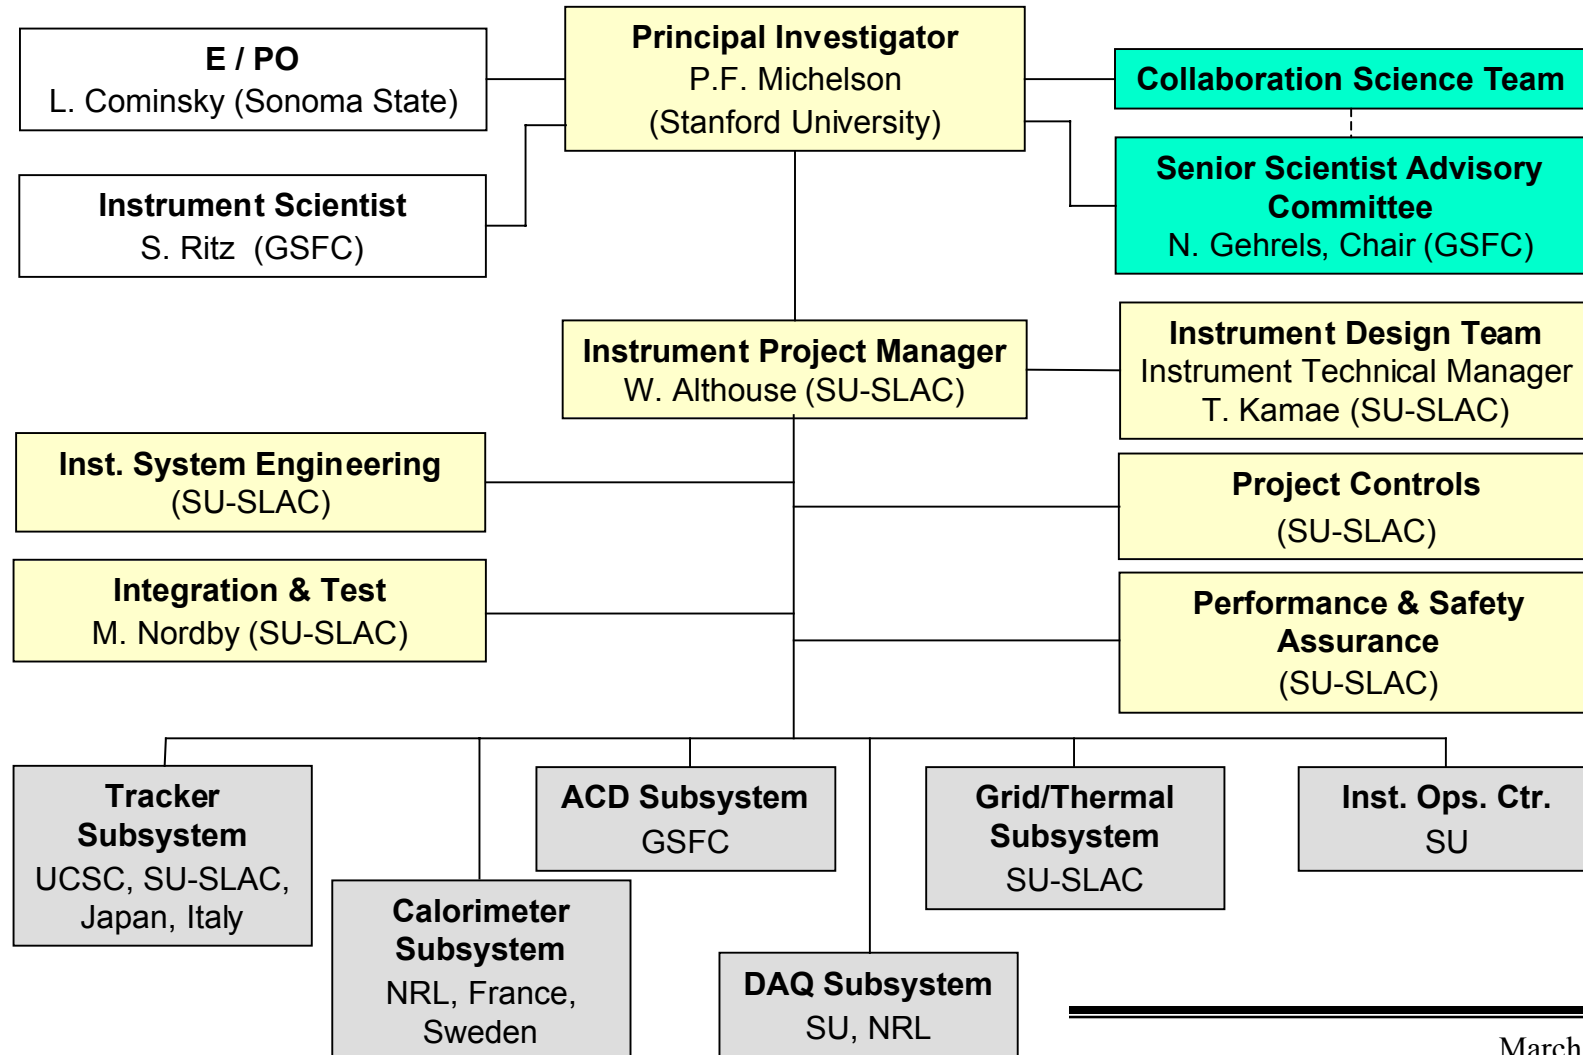 E / PO
L. Cominsky (Sonoma State)
Principal Investigator
P.F. Michelson
(Stanford University)
Collaboration Science Team
Instrument Scientist
S. Ritz (GSFC)
Senior Scientist Advisory
Committee
N. Gehrels, Chair (GSFC)
Instrument Project Manager
W. Althouse (SU-SLAC)
Instrument Design Team
Instrument Technical Manager
T. Kamae (SU-SLAC)
Inst. System Engineering
(SU-SLAC)
Project Controls
(SU-SLAC)
Integration & Test
M. Nordby (SU-SLAC)
Performance & Safety
Assurance
(SU-SLAC)
Tracker
Subsystem
UCSC, SU-SLAC,
Japan, Italy
Calorimeter
Subsystem
NRL, France,
Sweden
ACD Subsystem
GSFC
DAQ Subsystem
SU, NRL
Grid/Thermal
Subsystem
SU-SLAC
Inst. Ops. Ctr.
SU
March